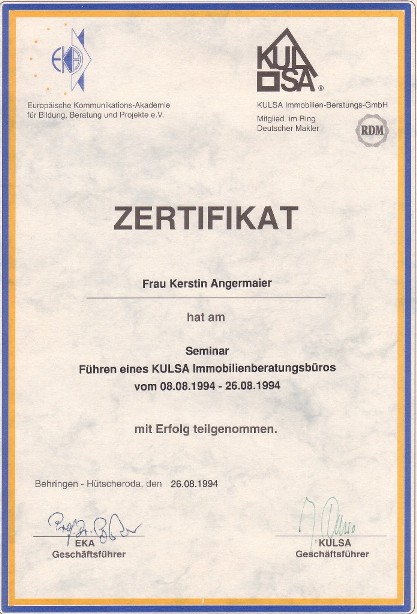 EKA
KULSA ®
Europäische Kommunikations-Akademie
für Bildung, Beratung und Projekte e.V.
KULSA Immobilien-Beratungs-GmbH
Mitglied im Ring
Deutscher Makler
RDM
ZERTIFIKAT
Frau Kerstin Angermaier
hat am
Seminar
Führen eines KULSA Immobilienberatungsbüros
vom 08.08.1994 - 26.08.1994
mit Erfolg teilgenommen.
Behringen - Hütscheroda, den 26.08.1994
EKA
Geschäftsführer
KULSA
Geschäftsführer